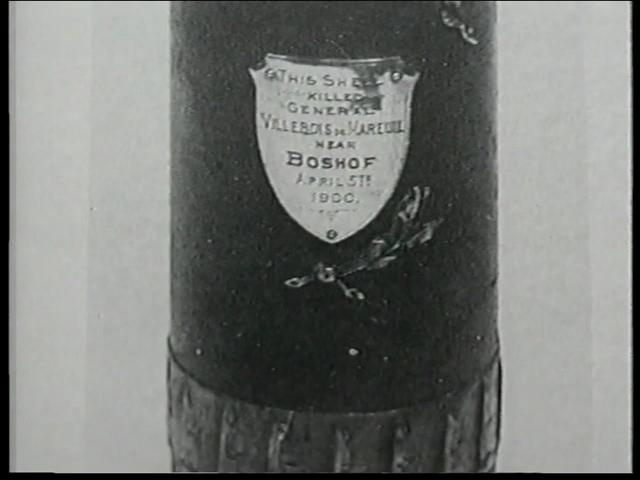 THIS SHELL
KILLED
GENERAL
VILLEBOIS DE MAREUIL
NEAR
BOSHOF
APRIL 5TH
1900.